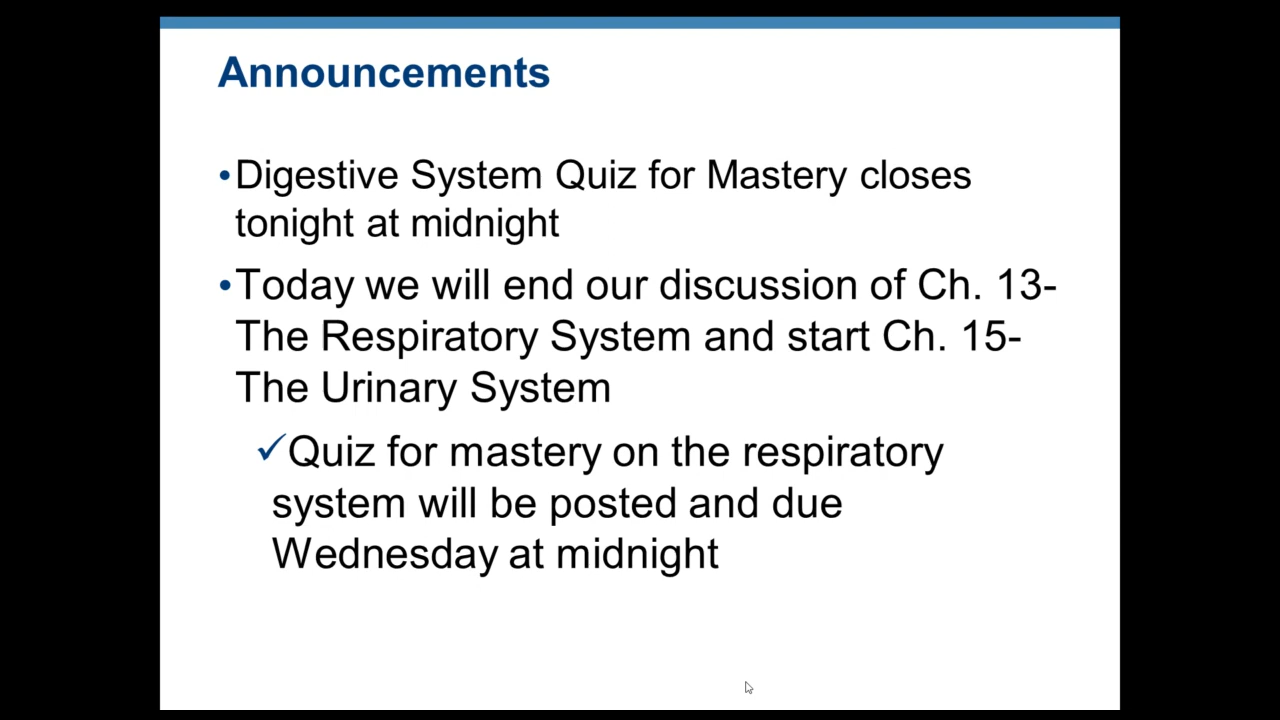 Announcements
•Digestive System Quiz for Mastery closes
tonight at midnight
•Today we will end our discussion of Ch. 13-
The Respiratory System and start Ch. 15-
The Urinary System
✓Quiz for mastery on the respiratory
system will be posted and due
Wednesday at midnight